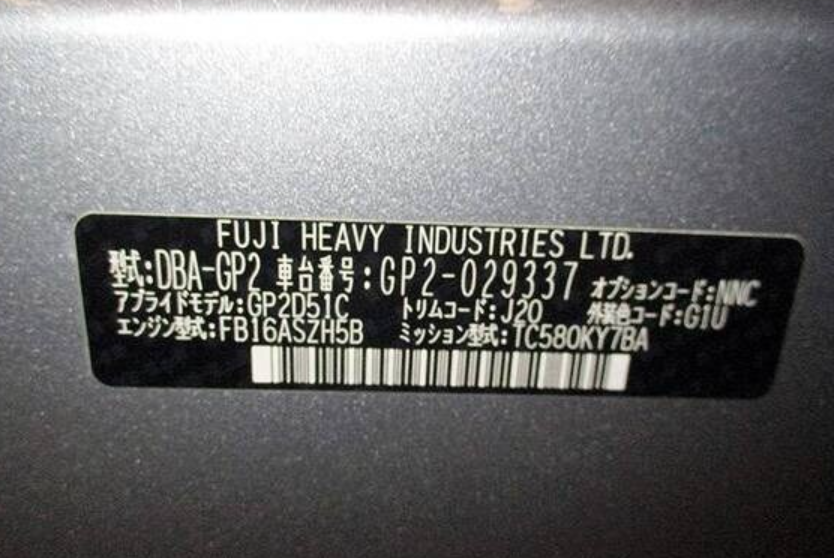 FUJI HEAVY INDUSTRIES LTD.
型式:DBA-GP2 車台番号:GP2-029337 オプションコード:NNC
アプライドモデル:GP2D51C トリムコード:J20 外装色コード:G1U
エンジン型式:FB16ASZH5B ミッション型式:TC580KY7BA